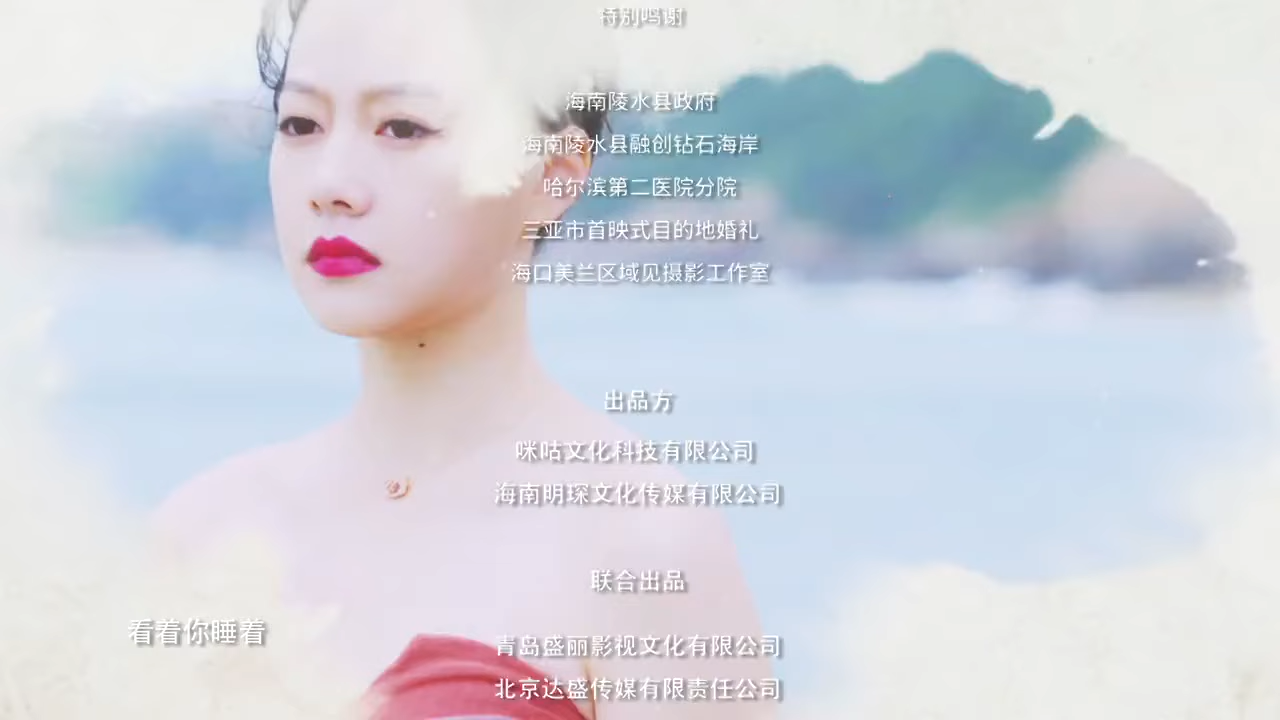 特别鸣谢
海南陵水县政府
海南陵水县融创钻石海岸
哈尔滨第二医院分院
三亚市首映式目的地婚礼
海口美兰区域见摄影工作室
出品方
咪咕文化科技有限公司
海南明琛文化传媒有限公司
联合出品
看着你睡着
青岛盛丽影视文化有限公司
北京达盛传媒有限责任公司